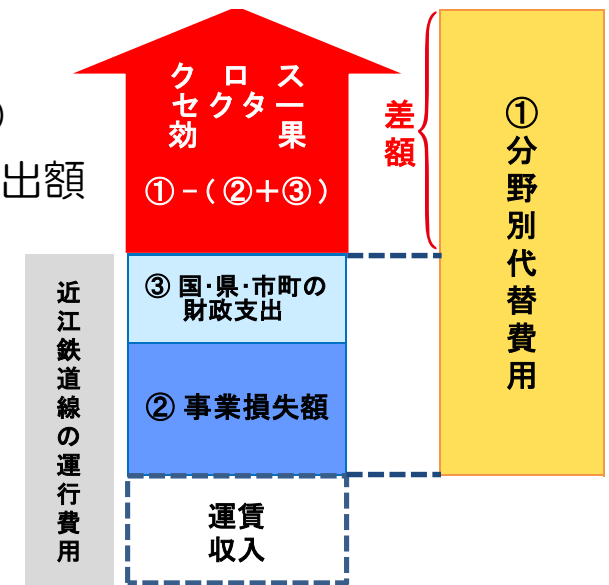 ）
出額
クロス
セクター
効果
①－（②＋③）
差額
①分野別代替費用
③ 国・県・市町の
財政支出
② 事業損失額
近江鉄道線の運行費用
運賃
収入